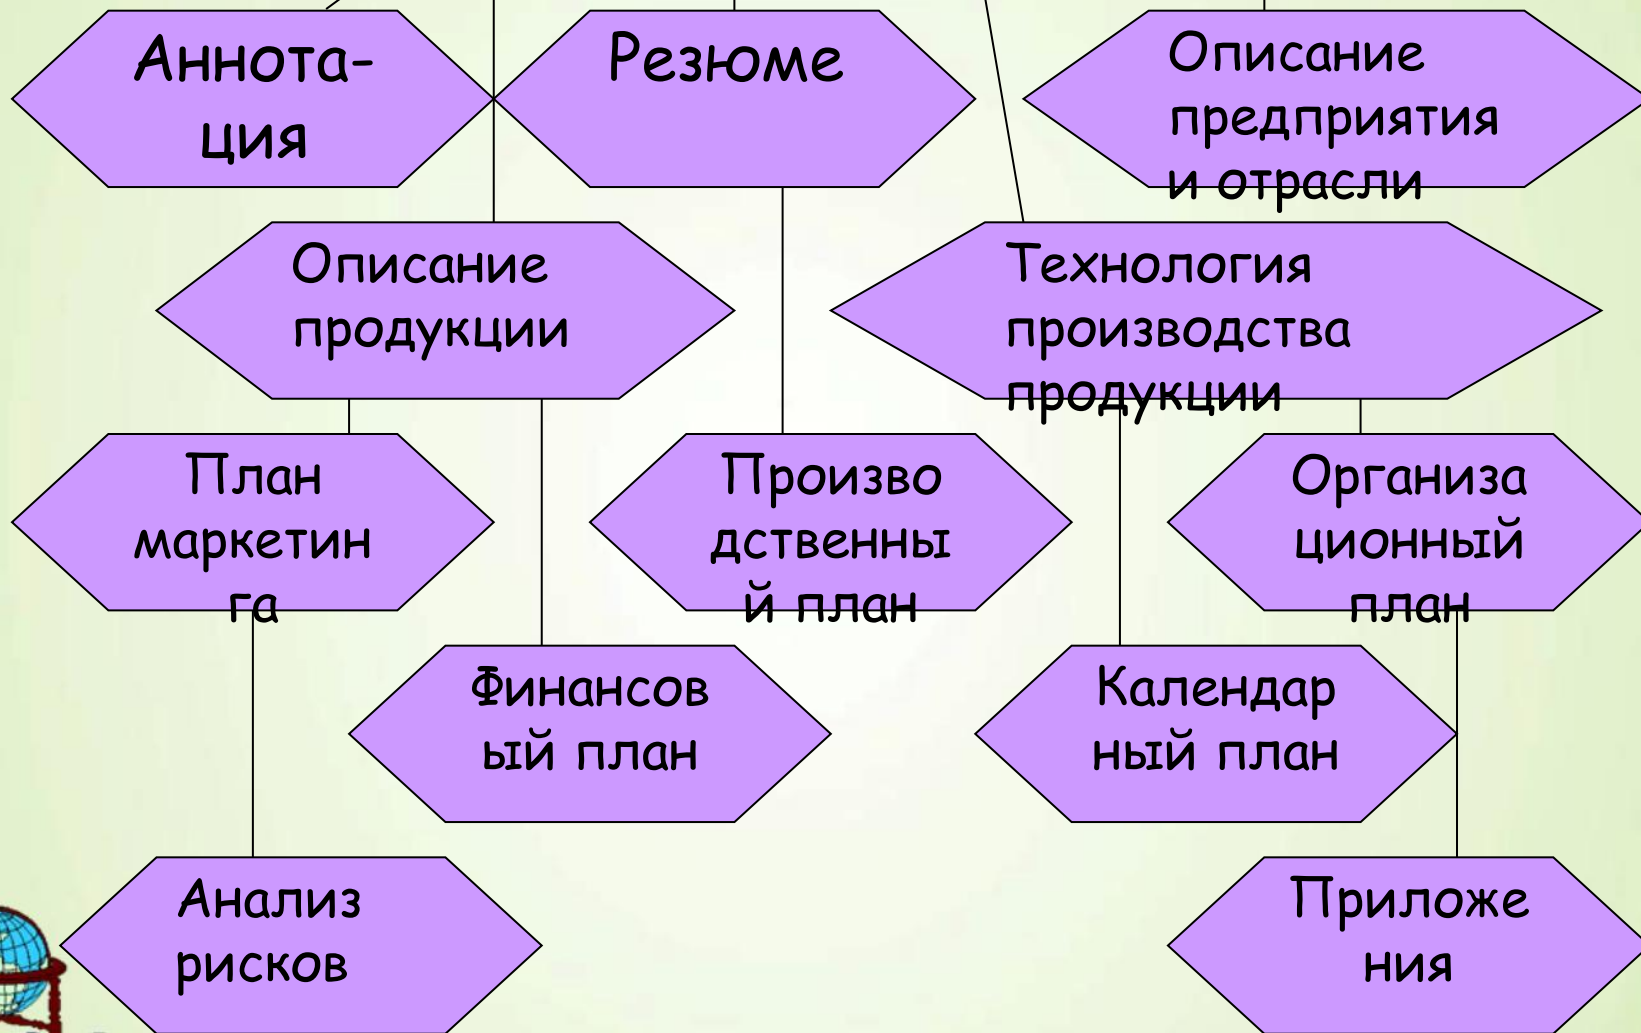 Аннота-
ция
Резюме
Описание
предприятия
и отрасли
Описание
продукции
Технология
производства
продукции
План
маркетин
га
Произво
дственны
й план
Организа
ционный
план
Финансов
ый план
Календар
ный план
Анализ
рисков
Приложе
ния